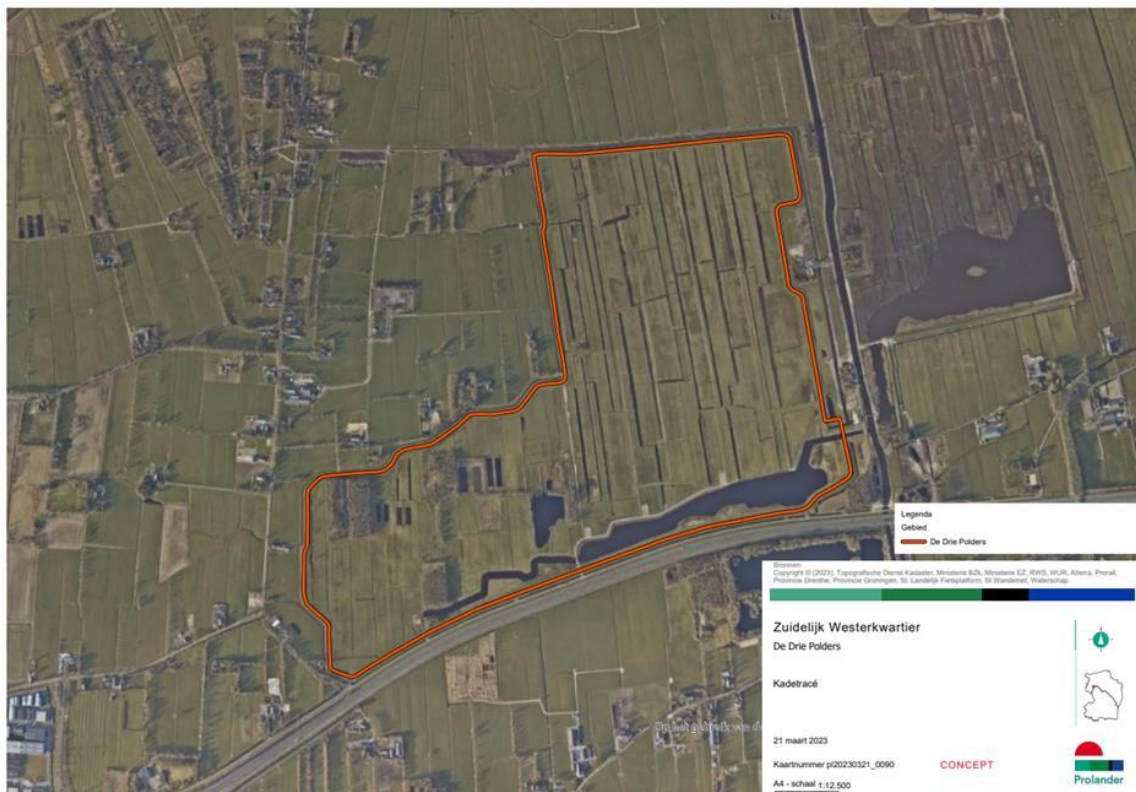 Legenda
Gebied
De Drie Polders
Bronnen:
Copyright © (2023), Topografische Dienst Kadaster, Ministerie BZk, Ministerie EZ, RWS, WUR, Alterra, Prorail,
Provincie Drenthe, Provincie Groningen, St. Landelijk Fietsplatform, St Wandelnet, Waterschap.
Zuidelijk Westerkwartier
De Drie Polders
Kadetracé
21 maart 2023
Kaartnummer pl20230321_0090
CONCEPT
A4 - schaal 1:12.500
Prolander